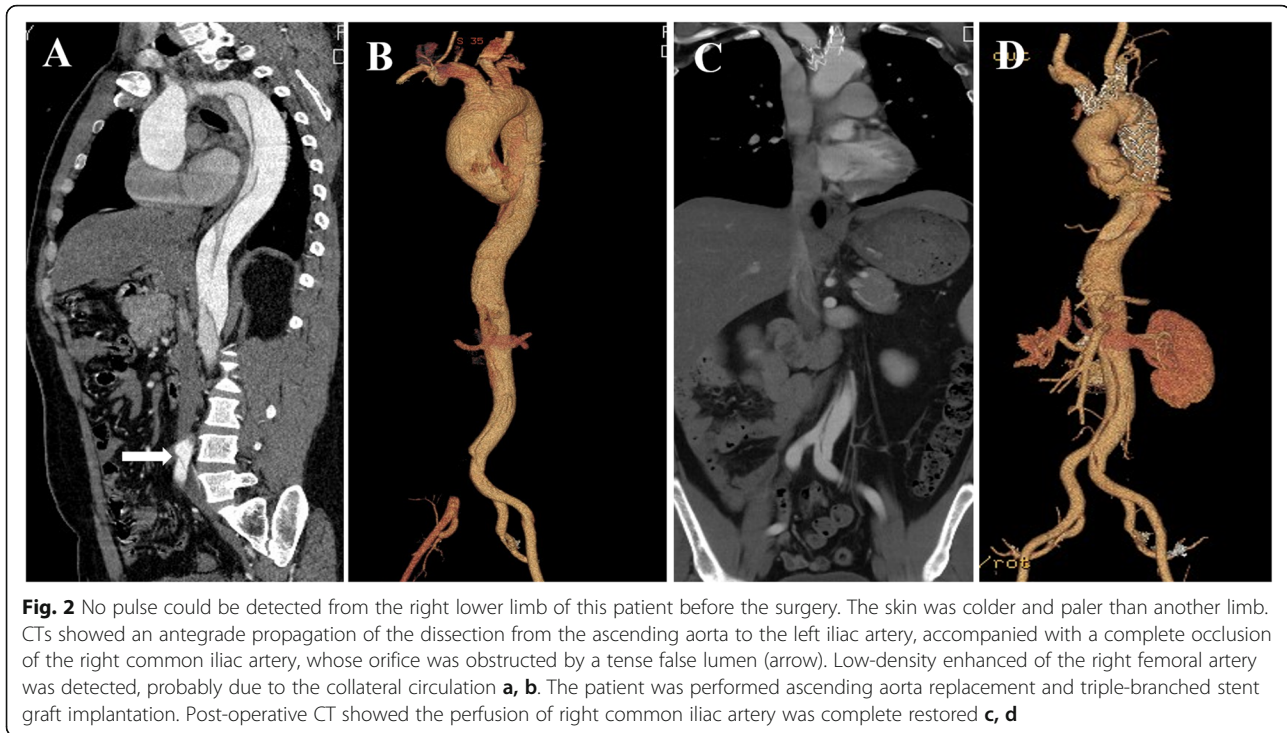 A
B
S 35
C
D
cut
/rot
Fig. 2 No pulse could be detected from the right lower limb of this patient before the surgery. The skin was colder and paler than another limb.
CTs showed an antegrade propagation of the dissection from the ascending aorta to the left iliac artery, accompanied with a complete occlusion
of the right common iliac artery, whose orifice was obstructed by a tense false lumen (arrow). Low-density enhanced of the right femoral artery
was detected, probably due to the collateral circulation a, b. The patient was performed ascending aorta replacement and triple-branched stent
graft implantation. Post-operative CT showed the perfusion of right common iliac artery was complete restored c, d